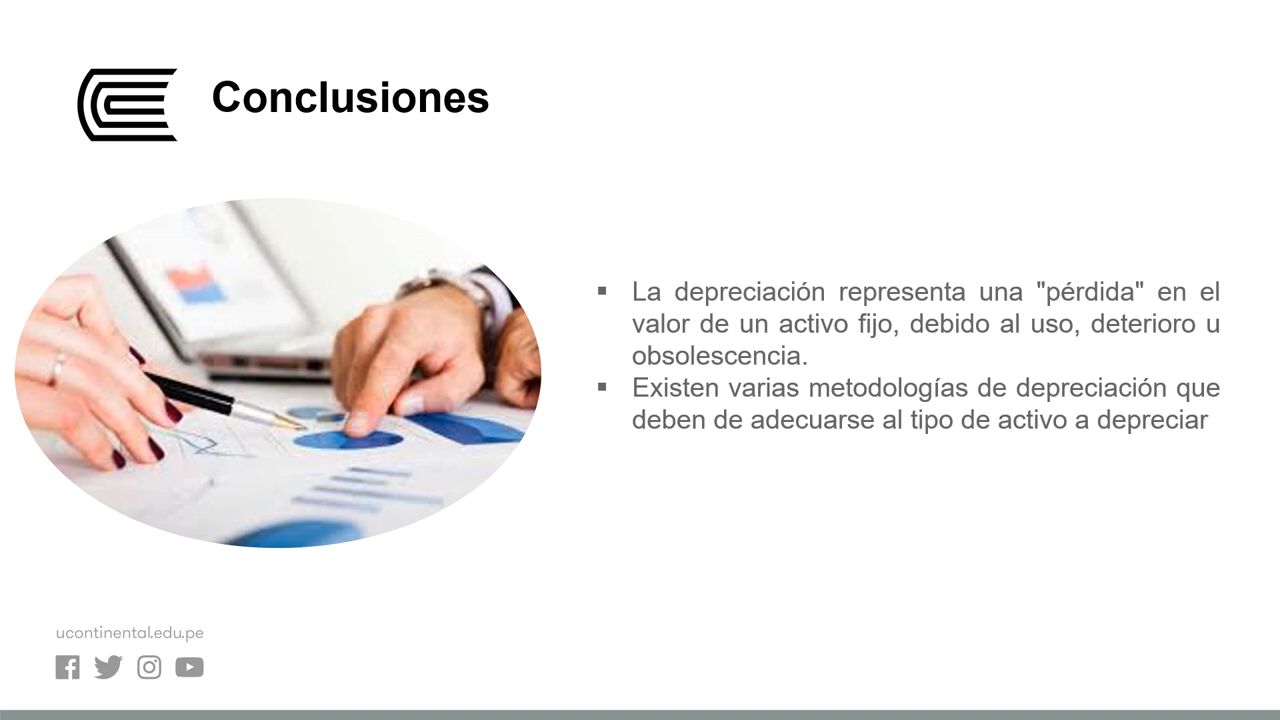 Conclusiones
▪ La depreciación representa una "pérdida" en el
valor de un activo fijo, debido al uso, deterioro u
obsolescencia.
▪ Existen varias metodologías de depreciación que
deben de adecuarse al tipo de activo a depreciar
ucontinental.edu.pe